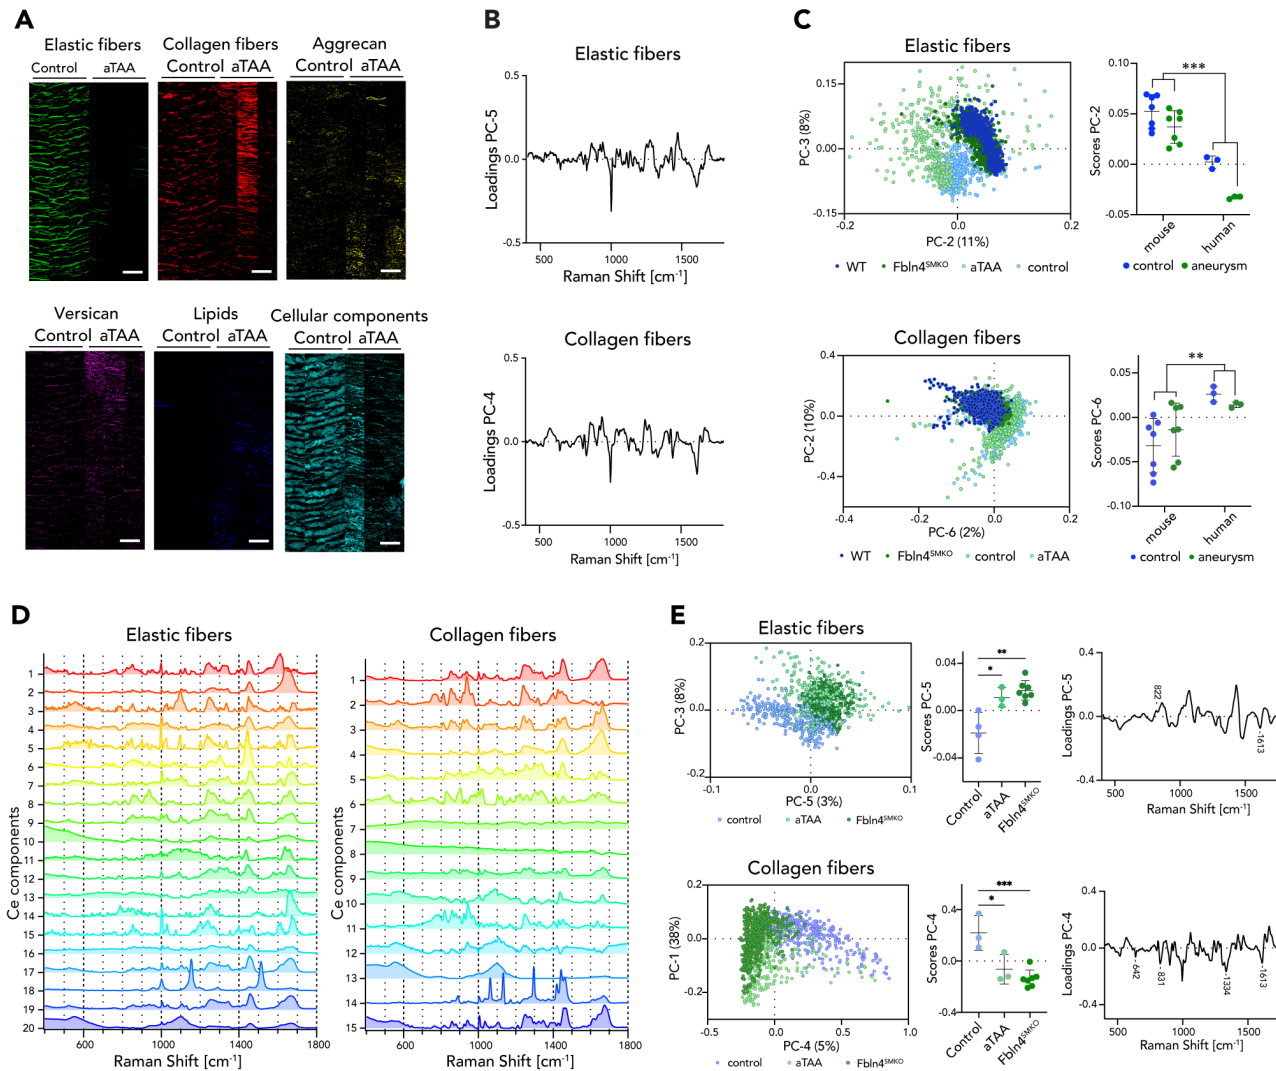 A
Elastic fibers
Control aTAA
Collagen fibers
Control aTAA
Aggrecan
Control aTAA
Versican
Control aTAA
Lipids
Control aTAA
Cellular components
Control aTAA
B
Elastic fibers
Loadings PC-5
0.5
0.0
-0.5
500 1000 1500
Raman Shift [cm-1]
Collagen fibers
Loadings PC-4
0.5
0.0
-0.5
500 1000 1500
Raman Shift [cm-1]
C
Elastic fibers
PC-3 (8%)
0.15
0.00
-0.15
-0.2 0.0 0.2
PC-2 (11%)
WT Fbln4SMKO aTAA control
Scores PC-2
0.10
0.05
0.00
-0.05
***
mouse human
control aneurysm
Collagen fibers
PC-2 (10%)
0.4
0.0
-0.4
-0.4 -0.2 0.0 0.2
PC-6 (2%)
WT Fbln4SMKO control aTAA
Scores PC-6
0.05
0.00
-0.05
-0.10
**
mouse human
control aneurysm
D
Elastic fibers
Ce components
1
2
3
4
5
6
7
8
9
10
11
12
13
14
15
16
17
18
19
20
600 1000 1400 1800
Raman Shift [cm-1]
Collagen fibers
1
2
3
4
5
6
7
8
9
10
11
12
13
14
15
600 1000 1400 1800
Raman Shift [cm-1]
E
Elastic fibers
PC-3 (8%)
0.2
0.0
-0.2
-0.1 0.0 0.1
PC-5 (3%)
control aTAA Fbln4SMKO
Scores PC-5
0.04
0.00
-0.04
**
*
Control aTAA Fbln4SMKO
Loadings PC-5
0.4
0.0
-0.4
822
-1613
500 1000 1500
Raman Shift [cm-1]
Collagen fibers
PC-1 (38%)
0.1
0.0
-0.1
-0.2
-0.5 0.0 0.5 1.0
PC-4 (5%)
control aTAA Fbln4SMKO
Scores PC-4
0.4
0.0
-0.4
***
*
Control aTAA Fbln4SMKO
Loadings PC-4
0.4
0.0
-0.4
642
-831
-1334
-1613
500 1000 1500
Raman Shift [cm-1]